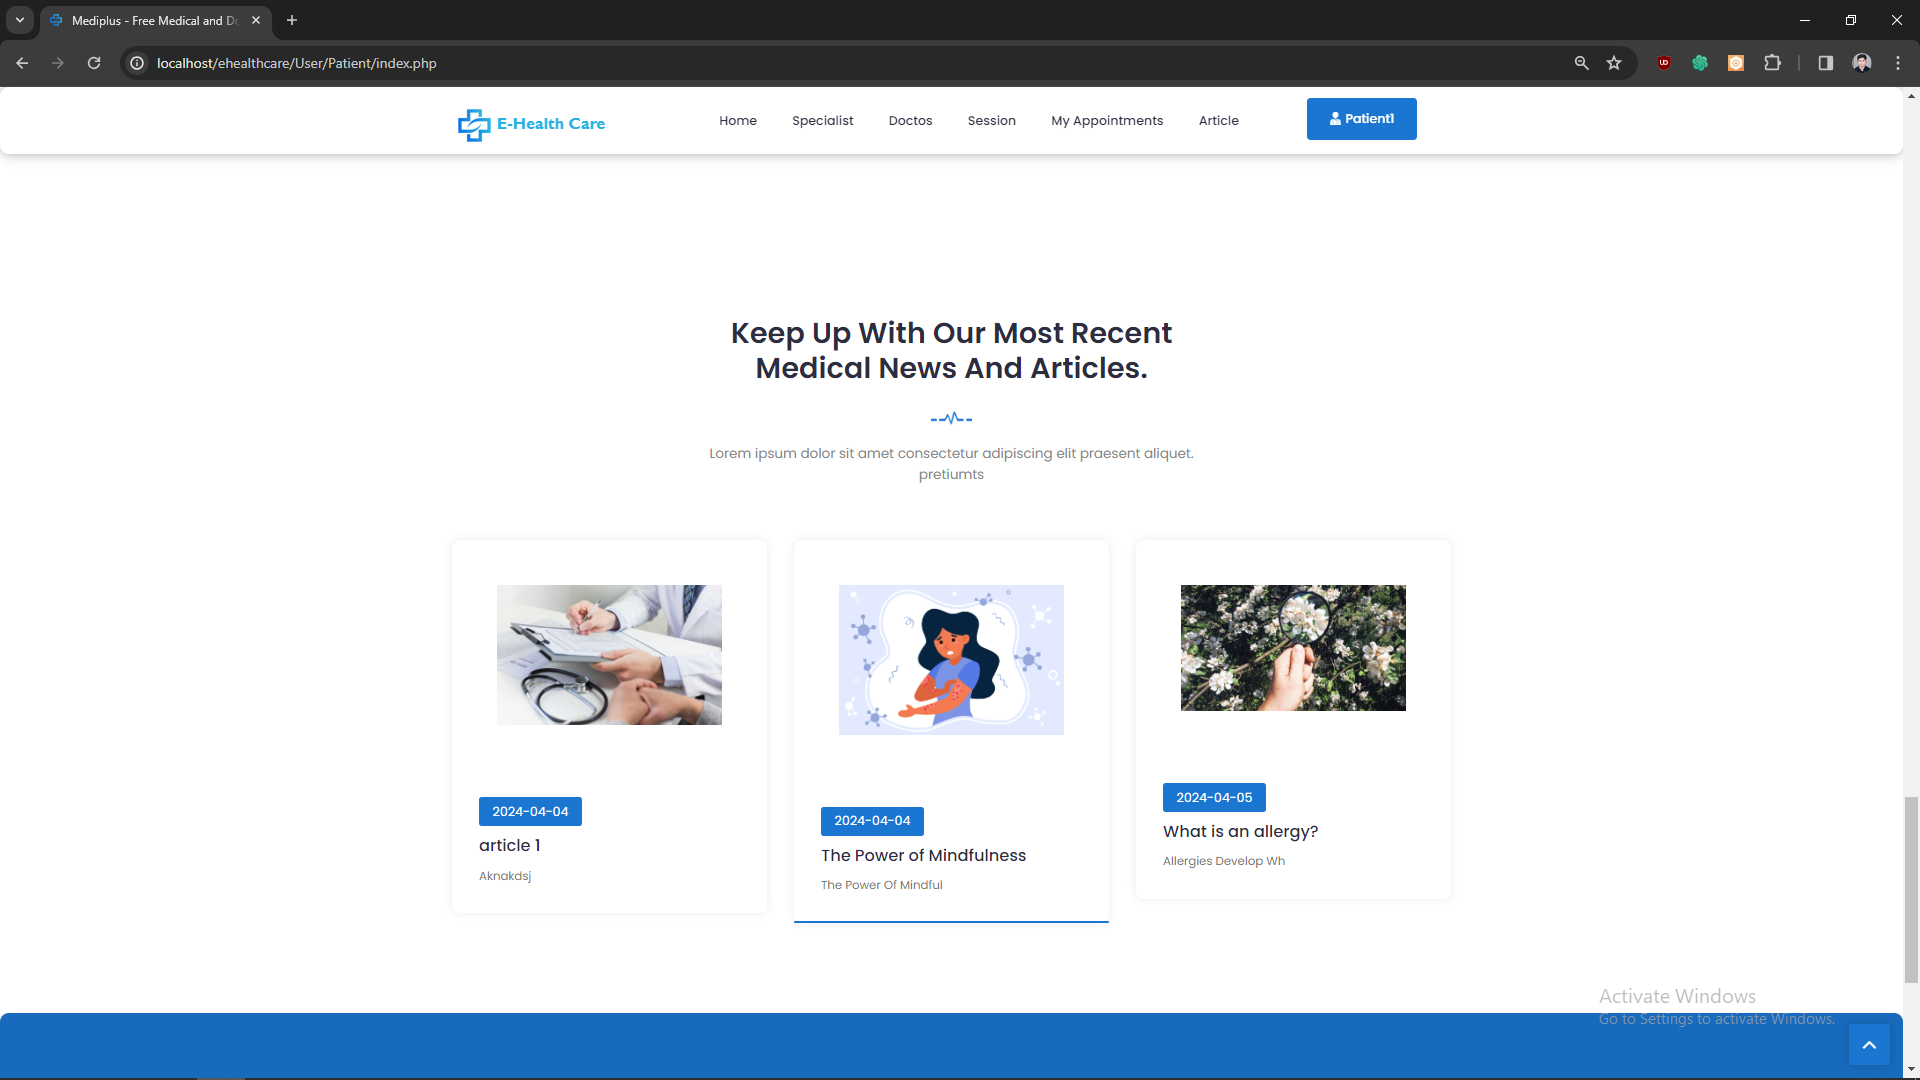 Mediplus - Free Medical and Do
localhost/ehealthcare/User/Patient/index.php
E-Health Care
Home
Specialist
Doctos
Session
My Appointments
Article
Patient1
Keep Up With Our Most Recent
Medical News And Articles.
Lorem ipsum dolor sit amet consectetur adipiscing elit praesent aliquet.
pretiumts
2024-04-04
article 1
Aknakdsj
2024-04-04
The Power of Mindfulness
The Power Of Mindful
2024-04-05
What is an allergy?
Allergies Develop Wh
Activate Windows
Go to Settings to activate Windows.